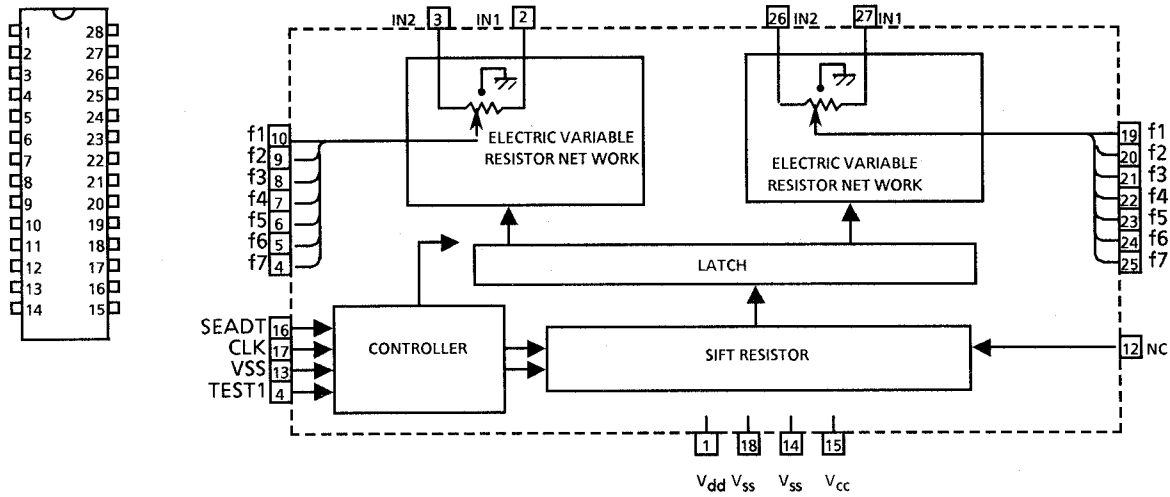 1 28
2 27
3 26
4 25
5 24
6 23
7 22
8 21
9 20
10 19
11 18
12 17
13 16
14 15
IN2 3 IN1 2
26 IN2 27 IN1
ELECTRIC VARIABLE
RESISTOR NET WORK
ELECTRIC VARIABLE
RESISTOR NET WORK
f1 10
f2 9
f3 8
f4 7
f5 6
f6 5
f7 4
19 f1
20 f2
21 f3
22 f4
23 f5
24 f6
25 f7
LATCH
SEADT 16
CLK 17
VSS 13
TEST1 4
CONTROLLER
SIFT RESISTOR
12 NC
1 18 14 15
Vdd Vss Vss Vcc